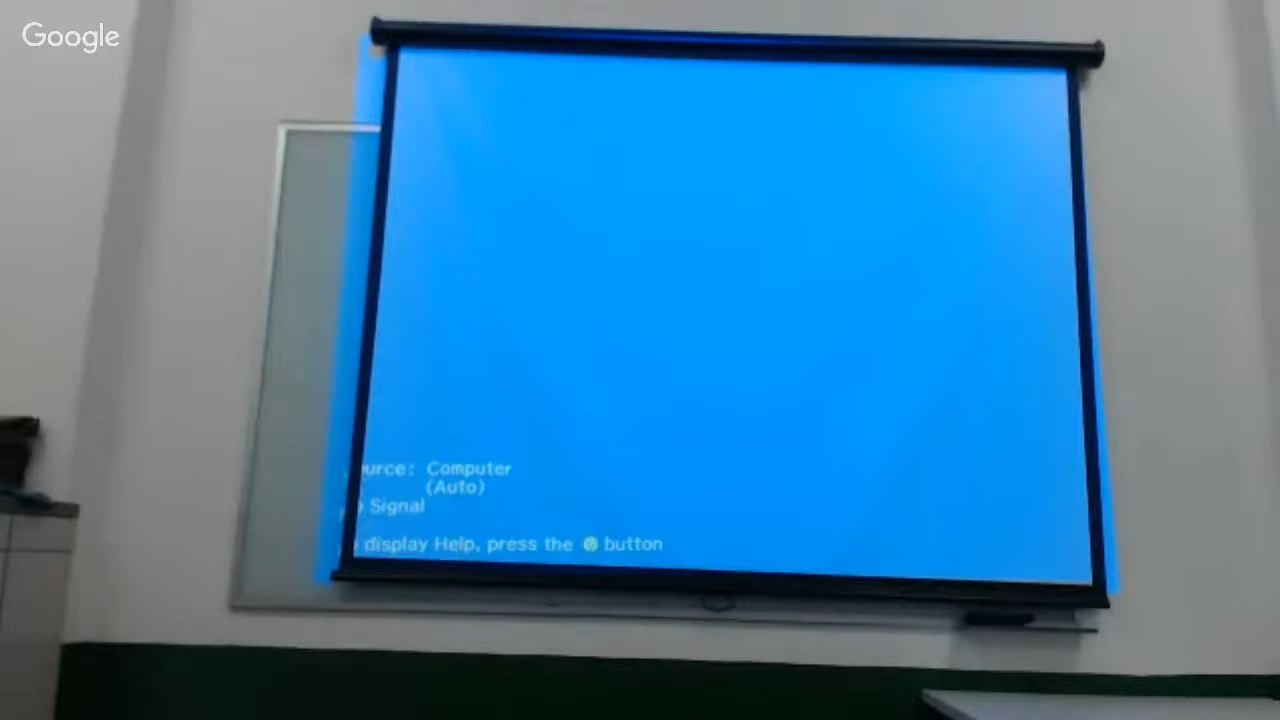 Google
urce: Computer
(Auto)
Signal
display Help, press the button